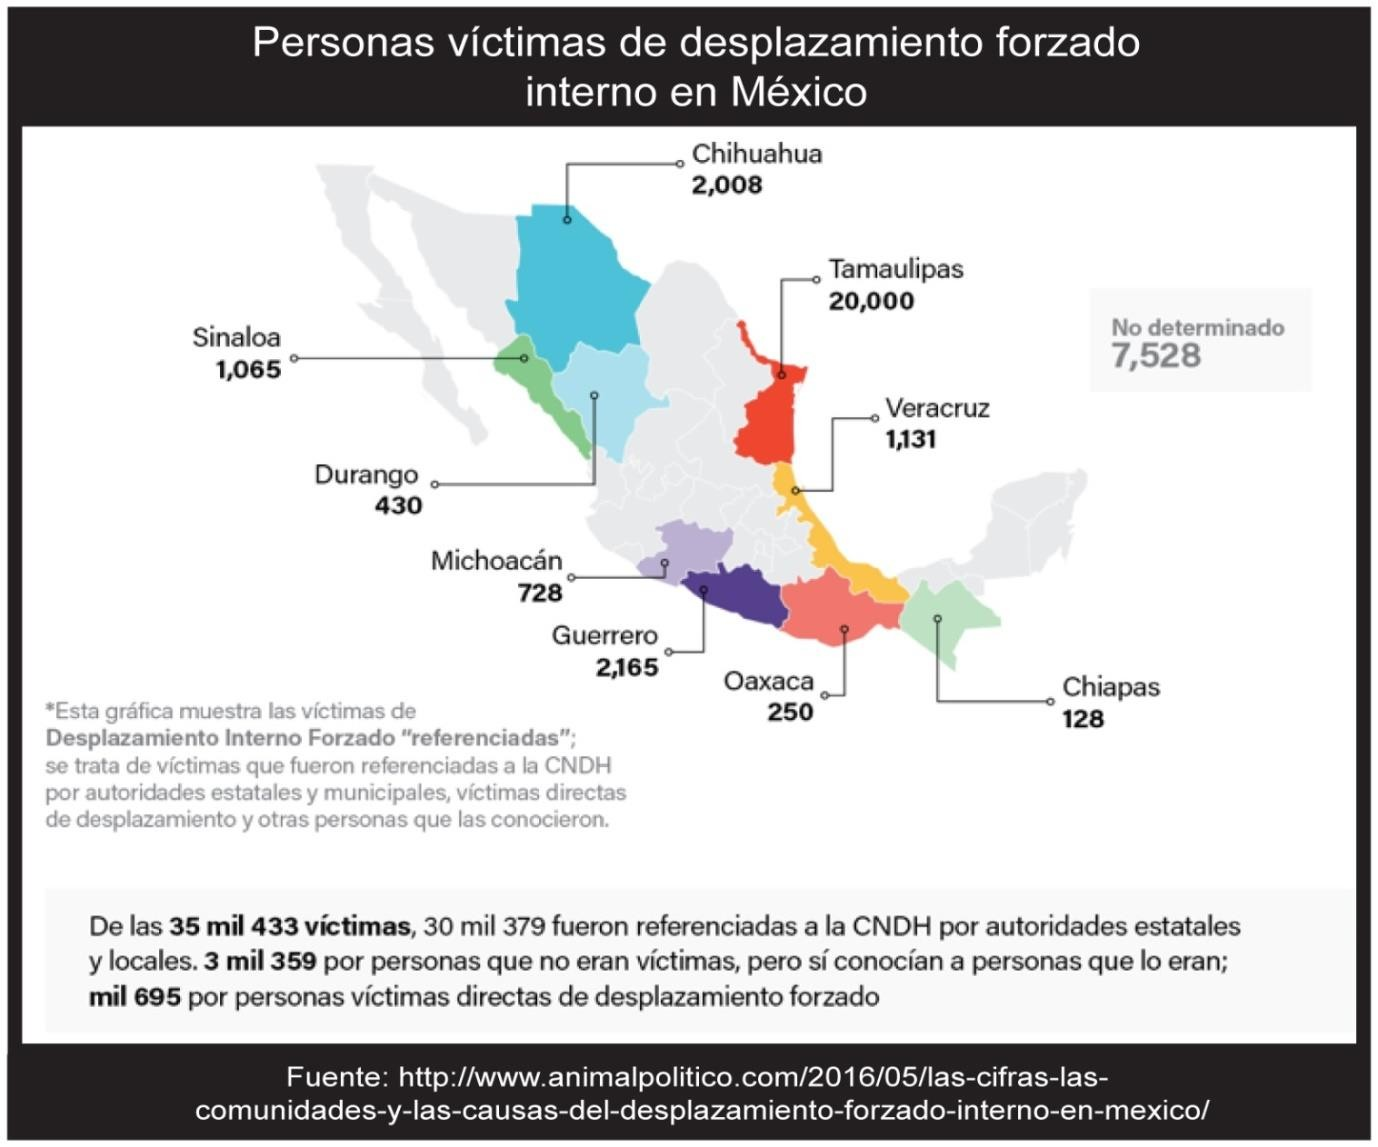 Personas víctimas de desplazamiento forzado
interno en México
Chihuahua
2,008
Tamaulipas
20,000
No determinado
7,528
Sinaloa
1,065
Veracruz
1,131
Durango
430
Michoacán
728
Guerrero
2,165
Oaxaca
250
Chiapas
128
*Esta gráfica muestra las víctimas de
Desplazamiento Interno Forzado “referenciadas”;
se trata de víctimas que fueron referenciadas a la CNDH
por autoridades estatales y municipales, víctimas directas
de desplazamiento y otras personas que las conocieron.
De las 35 mil 433 víctimas, 30 mil 379 fueron referenciadas a la CNDH por autoridades estatales
y locales. 3 mil 359 por personas que no eran víctimas, pero sí conocían a personas que lo eran;
mil 695 por personas víctimas directas de desplazamiento forzado
Fuente: http://www.animalpolitico.com/2016/05/las-cifras-las-
comunidades-y-las-causas-del-desplazamiento-forzado-interno-en-mexico/